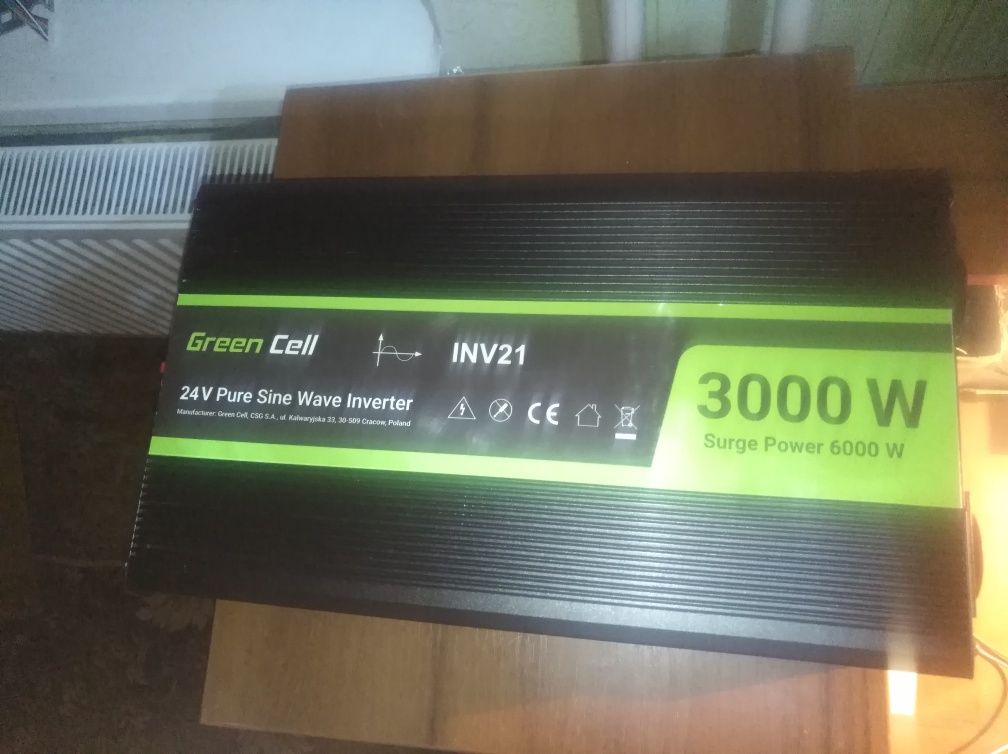 Green Cell
INV21
24V Pure Sine Wave Inverter
Manufacturer: Green Cell, CSG S.A., ul. Kalwaryjska 33, 30-509 Cracow, Poland
CE
3000 W
Surge Power 6000 W